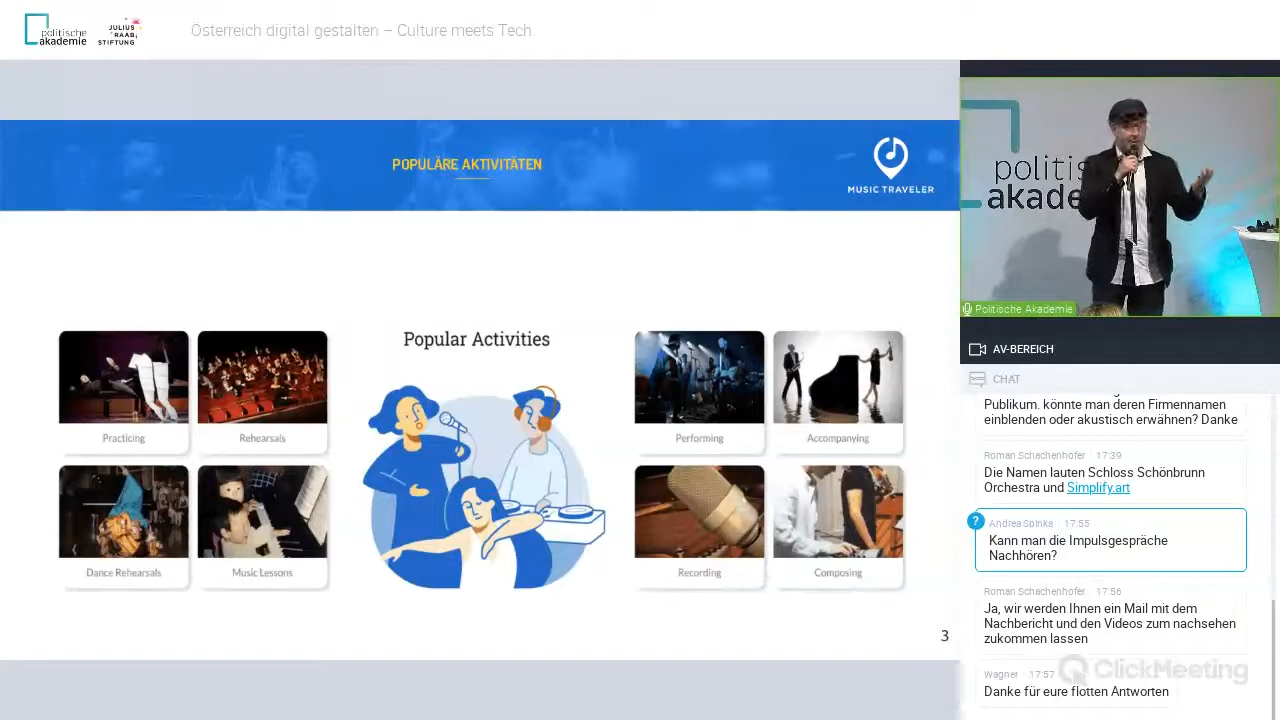 politische
akademie
JULIUS
RAAB
STIFTUNG
Österreich digital gestalten – Culture meets Tech
POPULÄRE AKTIVITÄTEN
MUSIC TRAVELER
Popular Activities
Practicing
Rehearsals
Performing
Accompanying
Dance Rehearsals
Music Lessons
Recording
Composing
3
politis
akade
Politische Akademie
AV-BEREICH
CHAT
Publikum. könnte man deren Firmennamen
einblenden oder akustisch erwähnen? Danke
Roman Schachenhofer 17:39
Die Namen lauten Schloss Schönbrunn
Orchestra und Simplify.art
?
Andrea Spinka 17:55
Kann man die Impulsgespräche
Nachhören?
Roman Schachenhofer 17:56
Ja, wir werden Ihnen ein Mail mit dem
Nachbericht und den Videos zum nachsehen
zukommen lassen
Wagner 17:57
ClickMeeting
Danke für eure flotten Antworten